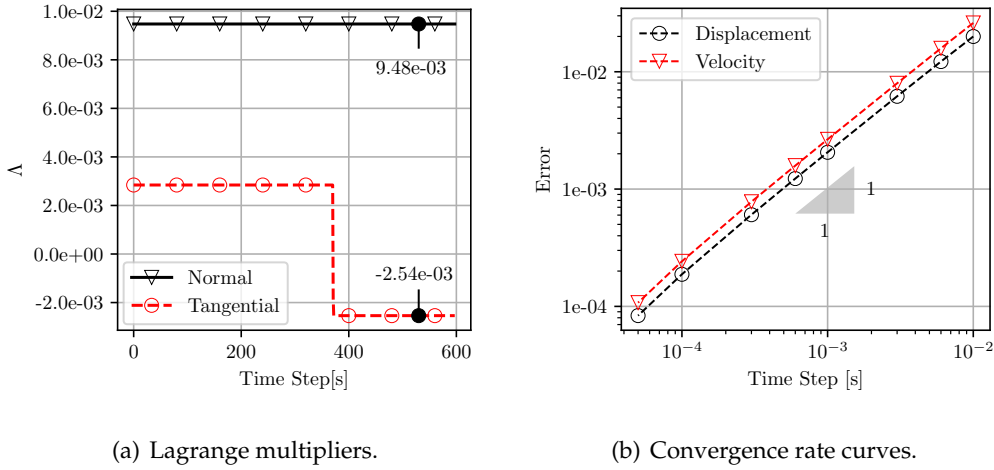 1.0e-02
8.0e-03
6.0e-03
4.0e-03
2.0e-03
0.0e+00
-2.0e-03
Λ
9.48e-03
-2.54e-03
Normal
Tangential
0 200 400 600
Time Step[s]
(a) Lagrange multipliers.
Displacement
Velocity
1e-02
1e-03
1e-04
Error
1
1
10⁻⁴ 10⁻³ 10⁻²
Time Step [s]
(b) Convergence rate curves.